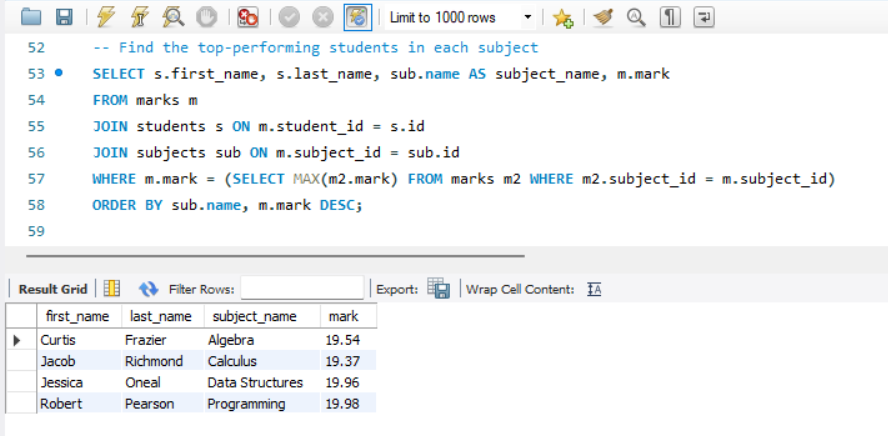 Limit to 1000 rows
52 -- Find the top-performing students in each subject
53 SELECT s.first_name, s.last_name, sub.name AS subject_name, m.mark
54 FROM marks m
55 JOIN students s ON m.student_id = s.id
56 JOIN subjects sub ON m.subject_id = sub.id
57 WHERE m.mark = (SELECT MAX(m2.mark) FROM marks m2 WHERE m2.subject_id = m.subject_id)
58 ORDER BY sub.name, m.mark DESC;
59
Result Grid Filter Rows: Export: Wrap Cell Content: IA
first_name last_name subject_name mark
Curtis Frazier Algebra 19.54
Jacob Richmond Calculus 19.37
Jessica Oneal Data Structures 19.96
Robert Pearson Programming 19.98